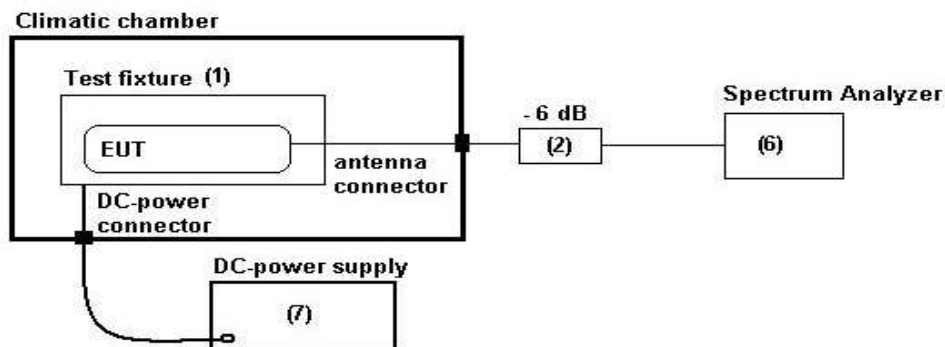 Climatic chamber
Test fixture (1)
EUT
antenna
connector
DC-power
connector
- 6 dB
(2)
Spectrum Analyzer
(6)
DC-power supply
(7)